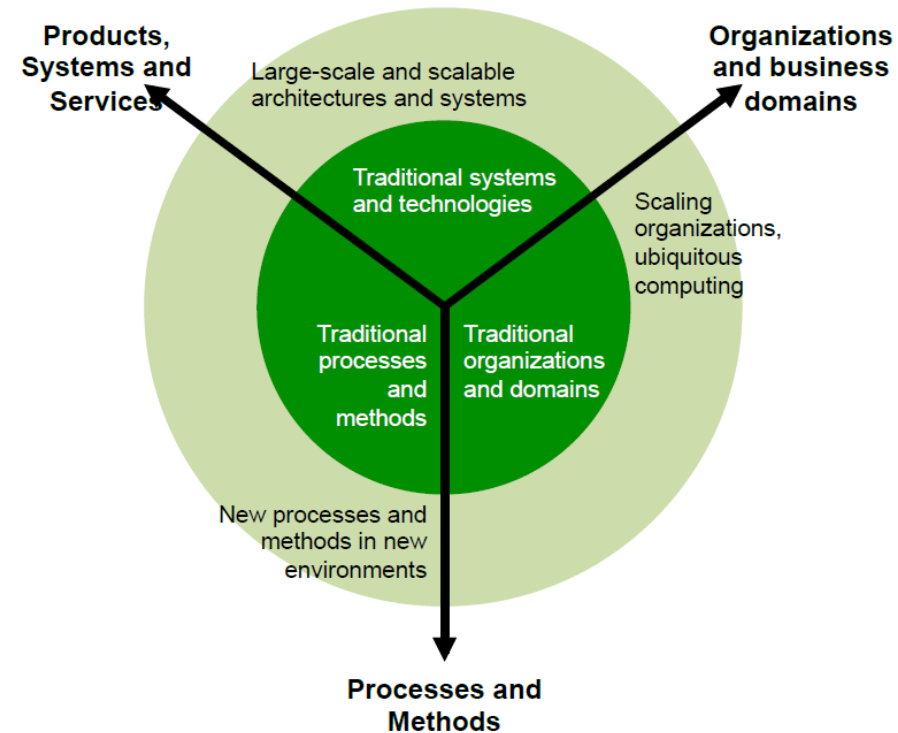 Products,
Systems and
Services
Organizations
and business
domains
Large-scale and scalable
architectures and systems
Traditional systems
and technologies
Scaling
organizations,
ubiquitous
computing
Traditional
processes
and
methods
Traditional
organizations
and domains
New processes and
methods in new
environments
Processes and
Methods